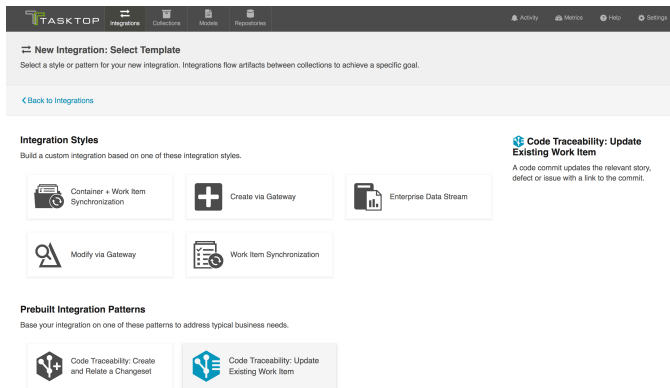 TASKTOP
Integrations
Collections
Models
Repositories
Activity
Metrics
Help
Settings
New Integration: Select Template
Select a style or pattern for your new integration. Integrations flow artifacts between collections to achieve a specific goal.
Back to Integrations
Integration Styles
Build a custom integration based on one of these integration styles.
Container + Work Item
Synchronization
Create via Gateway
Enterprise Data Stream
Modify via Gateway
Work Item Synchronization
Prebuilt Integration Patterns
Base your integration on one of these patterns to address typical business needs.
Code Traceability: Create
and Relate a Changeset
Code Traceability: Update
Existing Work Item
Code Traceability: Update
Existing Work Item
A code commit updates the relevant story,
defect or issue with a link to the commit.